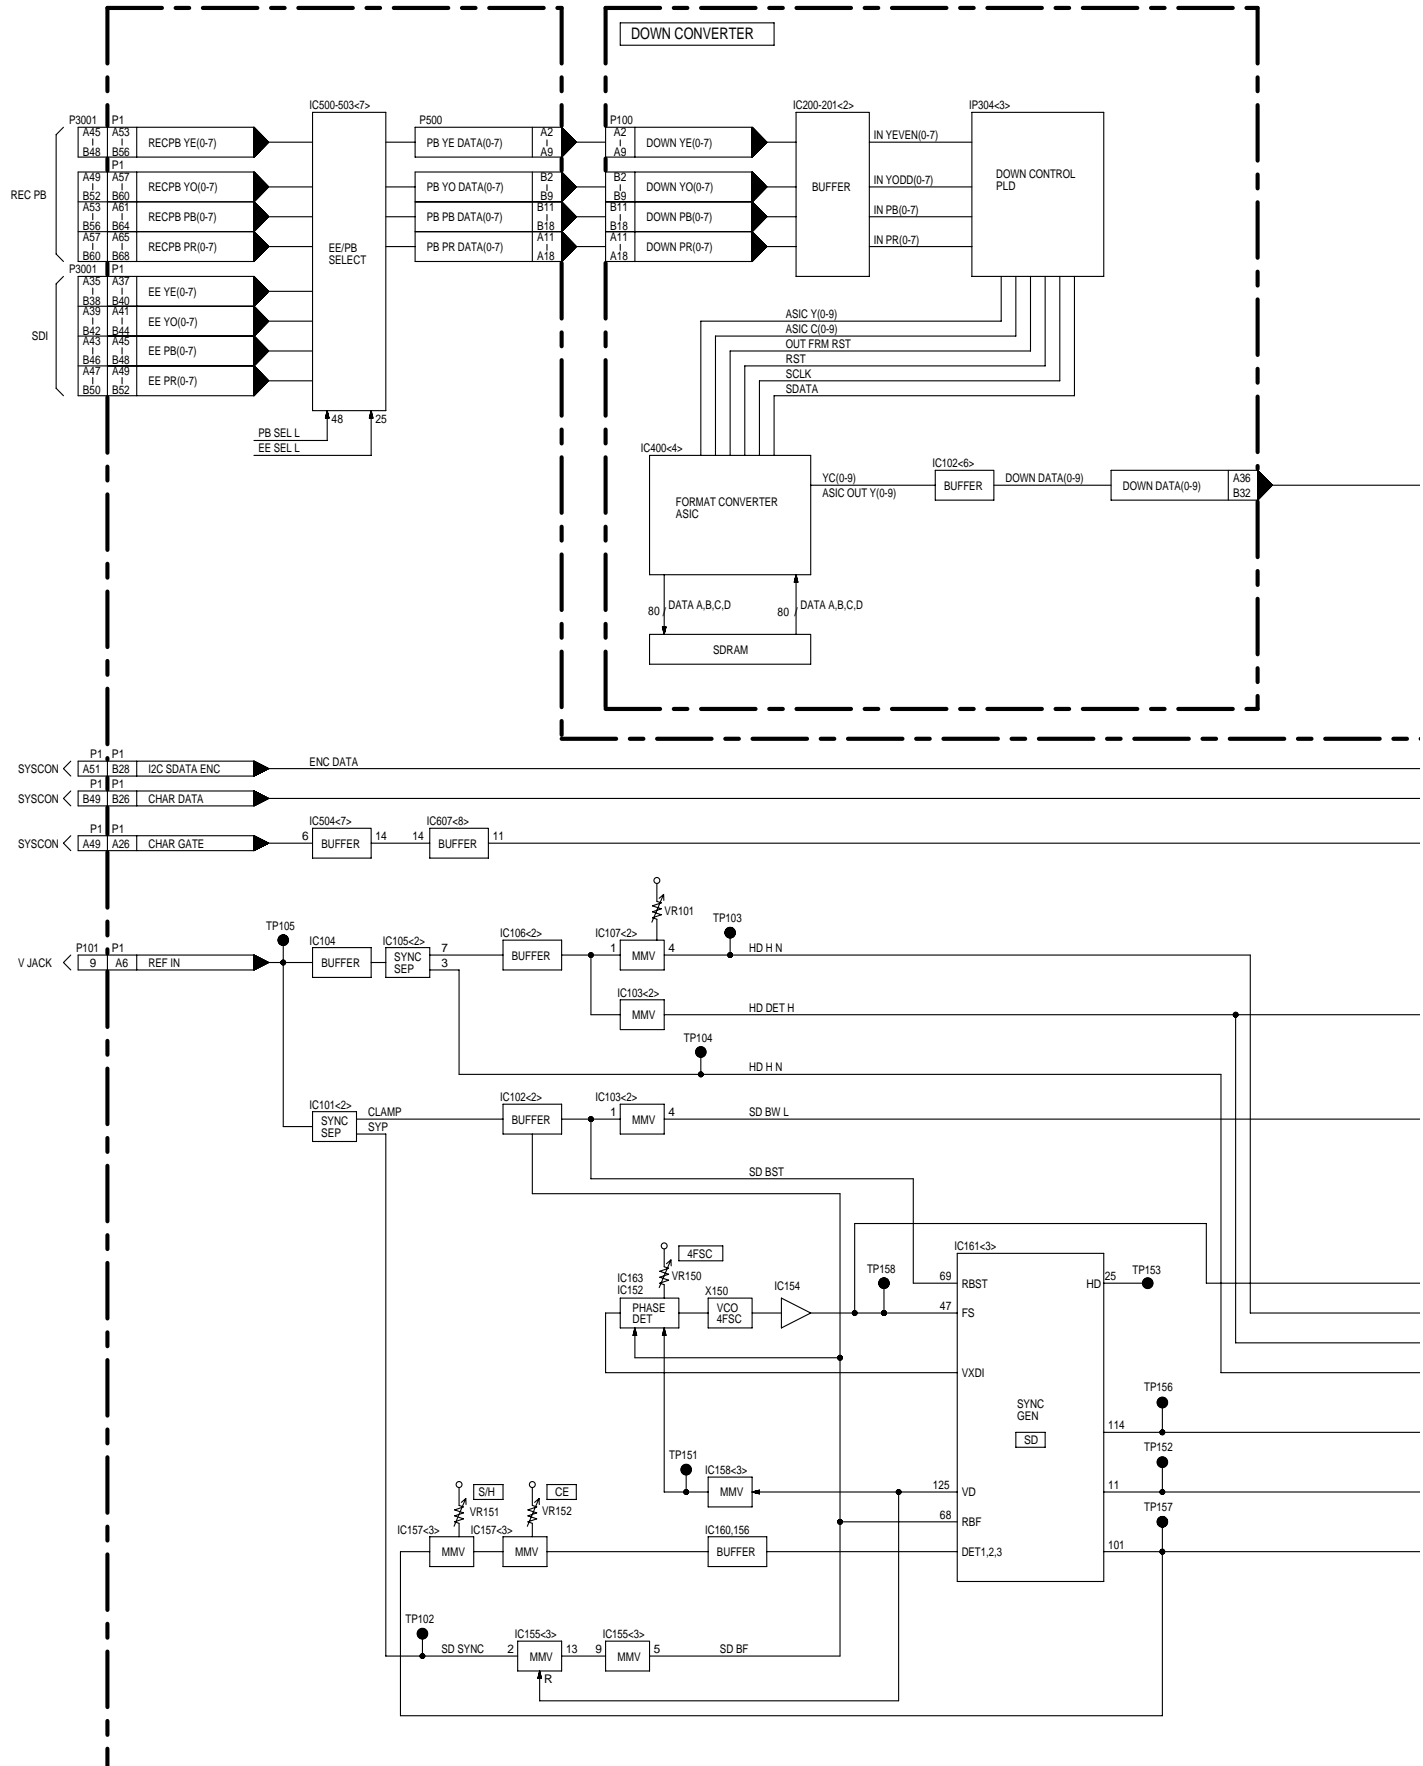 DOWN CONVERTER
IC500-503<7>
IC200-201<2>
IP304<3>
P3001 P1
P500
P100
A45 A53
B48 B56
RECPB YE(0-7)
PB YE DATA(0-7)
A2
A9
A2
A9
DOWN YE(0-7)
IN YEVEN(0-7)
P1
REC PB
A49 A57
B52 B60
RECPB YO(0-7)
PB YO DATA(0-7)
B2
B9
B2
B9
DOWN YO(0-7)
BUFFER
IN YODD(0-7)
DOWN CONTROL
PLD
A53 A61
B56 B64
RECPB PB(0-7)
PB PB DATA(0-7)
B11
B18
B11
B18
DOWN PB(0-7)
IN PB(0-7)
A57 A65
B60 B68
RECPB PR(0-7)
EE/PB
SELECT
PB PR DATA(0-7)
A11
A18
A11
A18
DOWN PR(0-7)
IN PR(0-7)
P3001 P1
A35 A37
B38 B40
EE YE(0-7)
SDI
A39 A41
B42 B44
EE YO(0-7)
A43 A45
B46 B48
EE PB(0-7)
A47 A49
B50 B52
EE PR(0-7)
ASIC Y(0-9)
ASIC C(0-9)
OUT FRM RST
RST
SCLK
SDATA
48
25
PB SEL L
EE SEL L
IC400<4>
FORMAT CONVERTER
ASIC
YC(0-9)
ASIC OUT Y(0-9)
IC102<6>
BUFFER
DOWN DATA(0-9)
DOWN DATA(0-9)
A36
B32
80
DATA A,B,C,D
80
DATA A,B,C,D
SDRAM
P1 P1
SYSCON A51 B28 I2C SDATA ENC
ENC DATA
P1 P1
SYSCON B49 B26 CHAR DATA
P1 P1
SYSCON A49 A26 CHAR GATE
6
IC504<7>
BUFFER
14
14
IC607<8>
BUFFER
11
VR101
TP105
TP103
P101 P1
V JACK 9 A6 REF IN
IC104
BUFFER
IC105<2>
SYNC
SEP
7
3
IC106<2>
BUFFER
IC107<2>
1
MMV
4
HD H N
IC103<2>
MMV
HD DET H
TP104
HD H N
IC101<2>
SYNC
SEP
CLAMP
SYP
IC102<2>
BUFFER
IC103<2>
1
MMV
4
SD BW L
SD BST
4FSC
VR150
IC163
IC152
PHASE
DET
X150
VCO
4FSC
IC154
TP158
IC161<3>
69 RBST
HD 25
TP153
47 FS
VXDI
SYNC
GEN
SD
TP156
114
TP151
IC158<3>
MMV
TP152
125 VD
11
S/H
VR151
CE
VR152
68 RBF
TP157
IC157<3>
MMV
IC157<3>
MMV
IC160,156
BUFFER
DET1,2,3
101
TP102
SD SYNC
2
IC155<3>
MMV
R
13
9
IC155<3>
MMV
5
SD BF